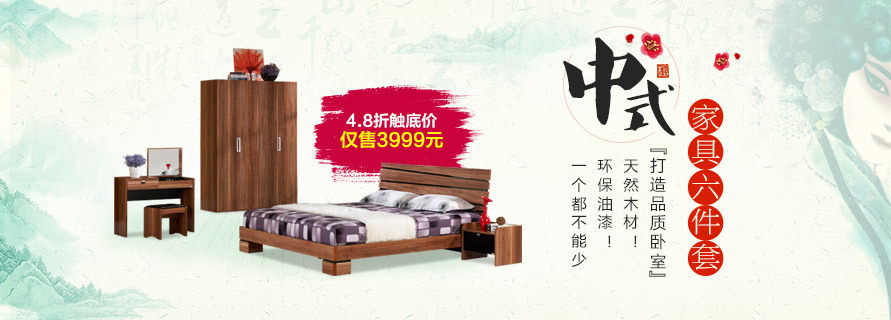 中式
家具六件套
『打造品质卧室』
天然木材！
环保油漆！
一个都不能少
4.8折触底价
仅售3999元